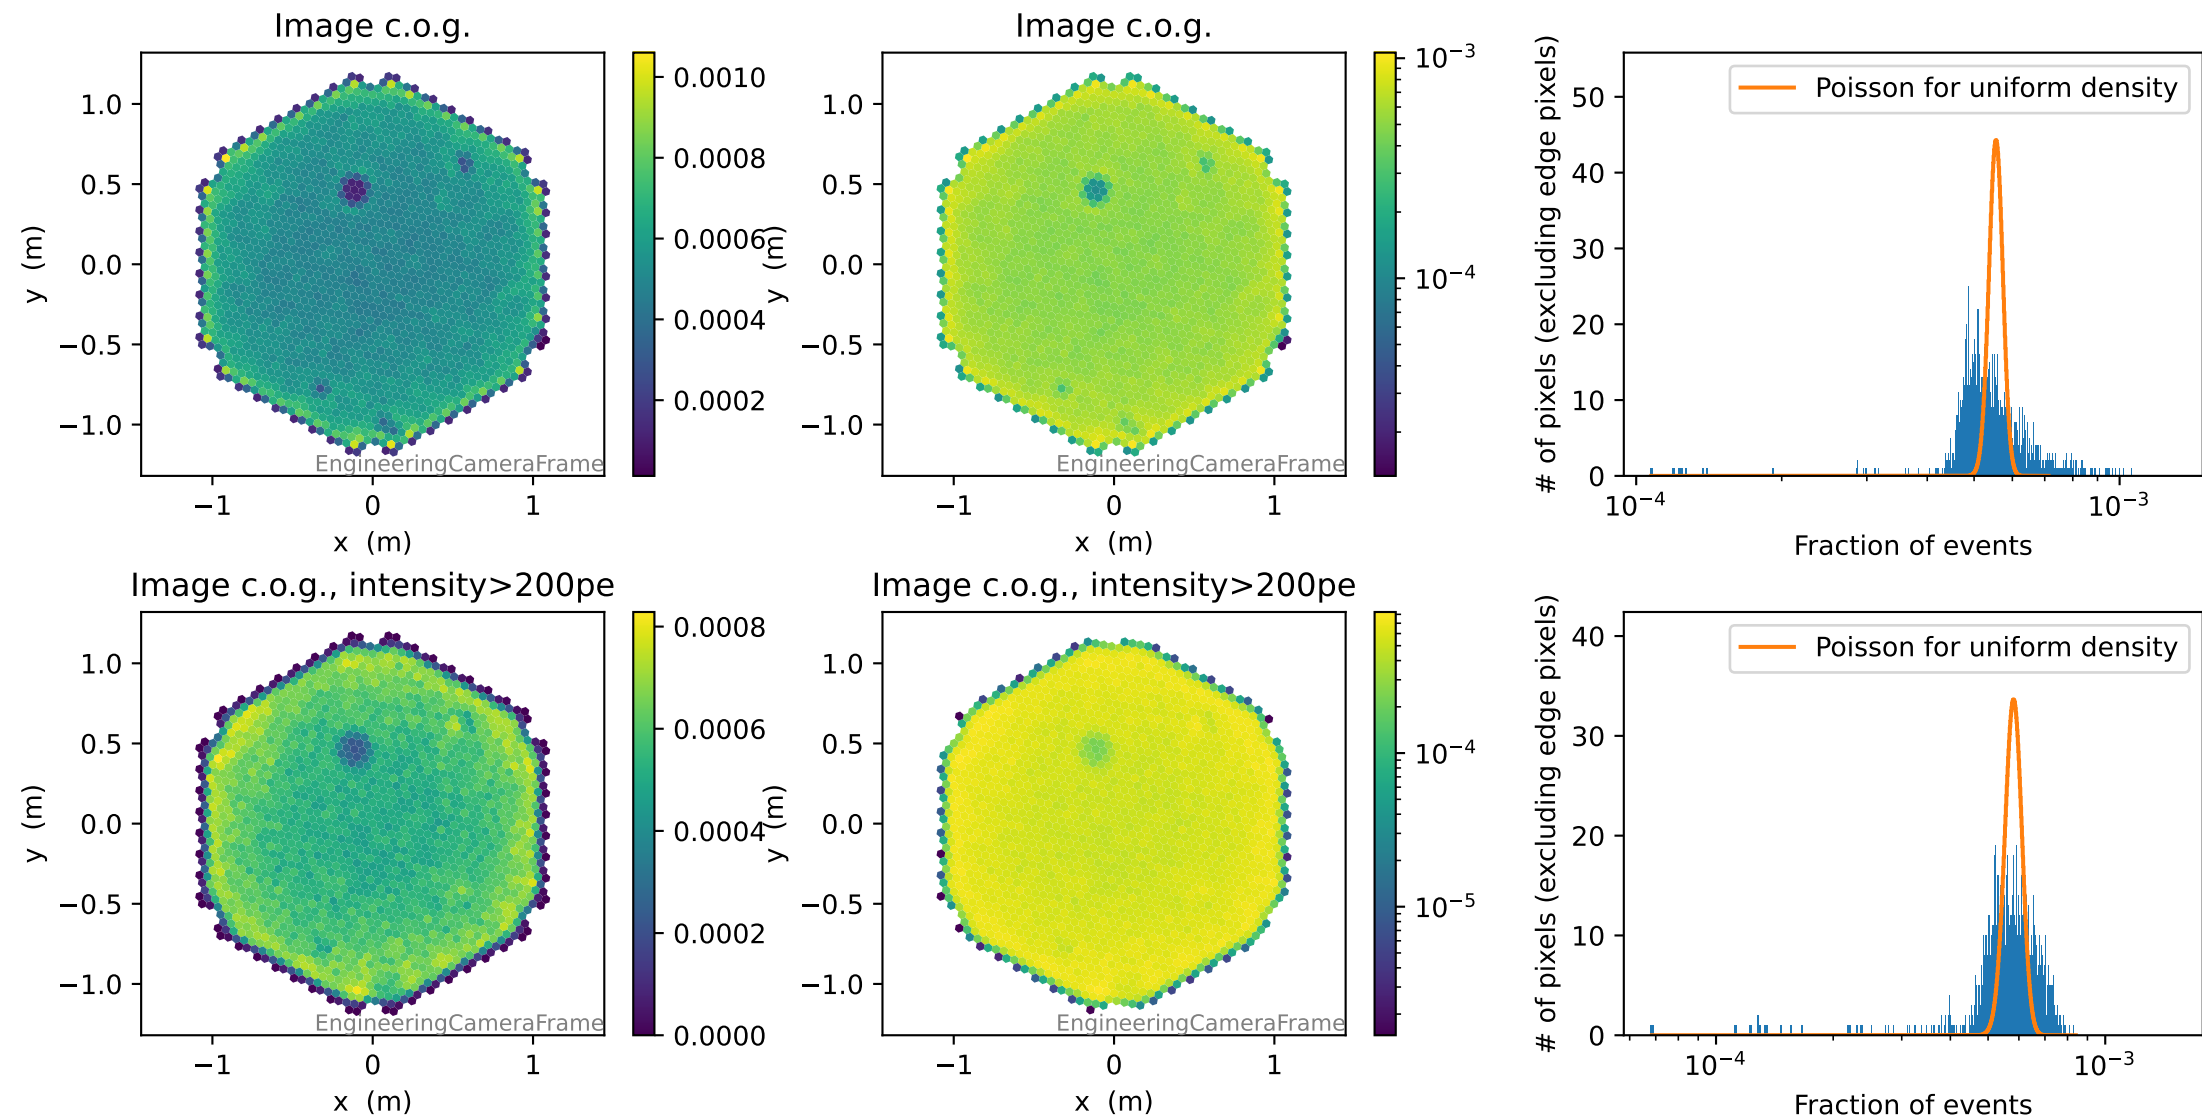 Image c.o.g.
1.0
0.5
0.0
−0.5
−1.0
y (m)
−1
0
1
x (m)
EngineeringCameraFrame
0.0010
0.0008
0.0006
0.0004
0.0002
Image c.o.g.
1.0
0.5
0.0
−0.5
−1.0
y (m)
−1
0
1
x (m)
EngineeringCameraFrame
10⁻³
10⁻⁴
Poisson for uniform density
# of pixels (excluding edge pixels)
50
40
30
20
10
0
10⁻⁴
10⁻³
Fraction of events
Image c.o.g., intensity>200pe
1.0
0.5
0.0
−0.5
−1.0
y (m)
−1
0
1
x (m)
EngineeringCameraFrame
0.0008
0.0006
0.0004
0.0002
0.0000
Image c.o.g., intensity>200pe
1.0
0.5
0.0
−0.5
−1.0
y (m)
−1
0
1
x (m)
EngineeringCameraFrame
10⁻⁴
10⁻⁵
Poisson for uniform density
# of pixels (excluding edge pixels)
40
30
20
10
0
10⁻⁴
10⁻³
Fraction of events